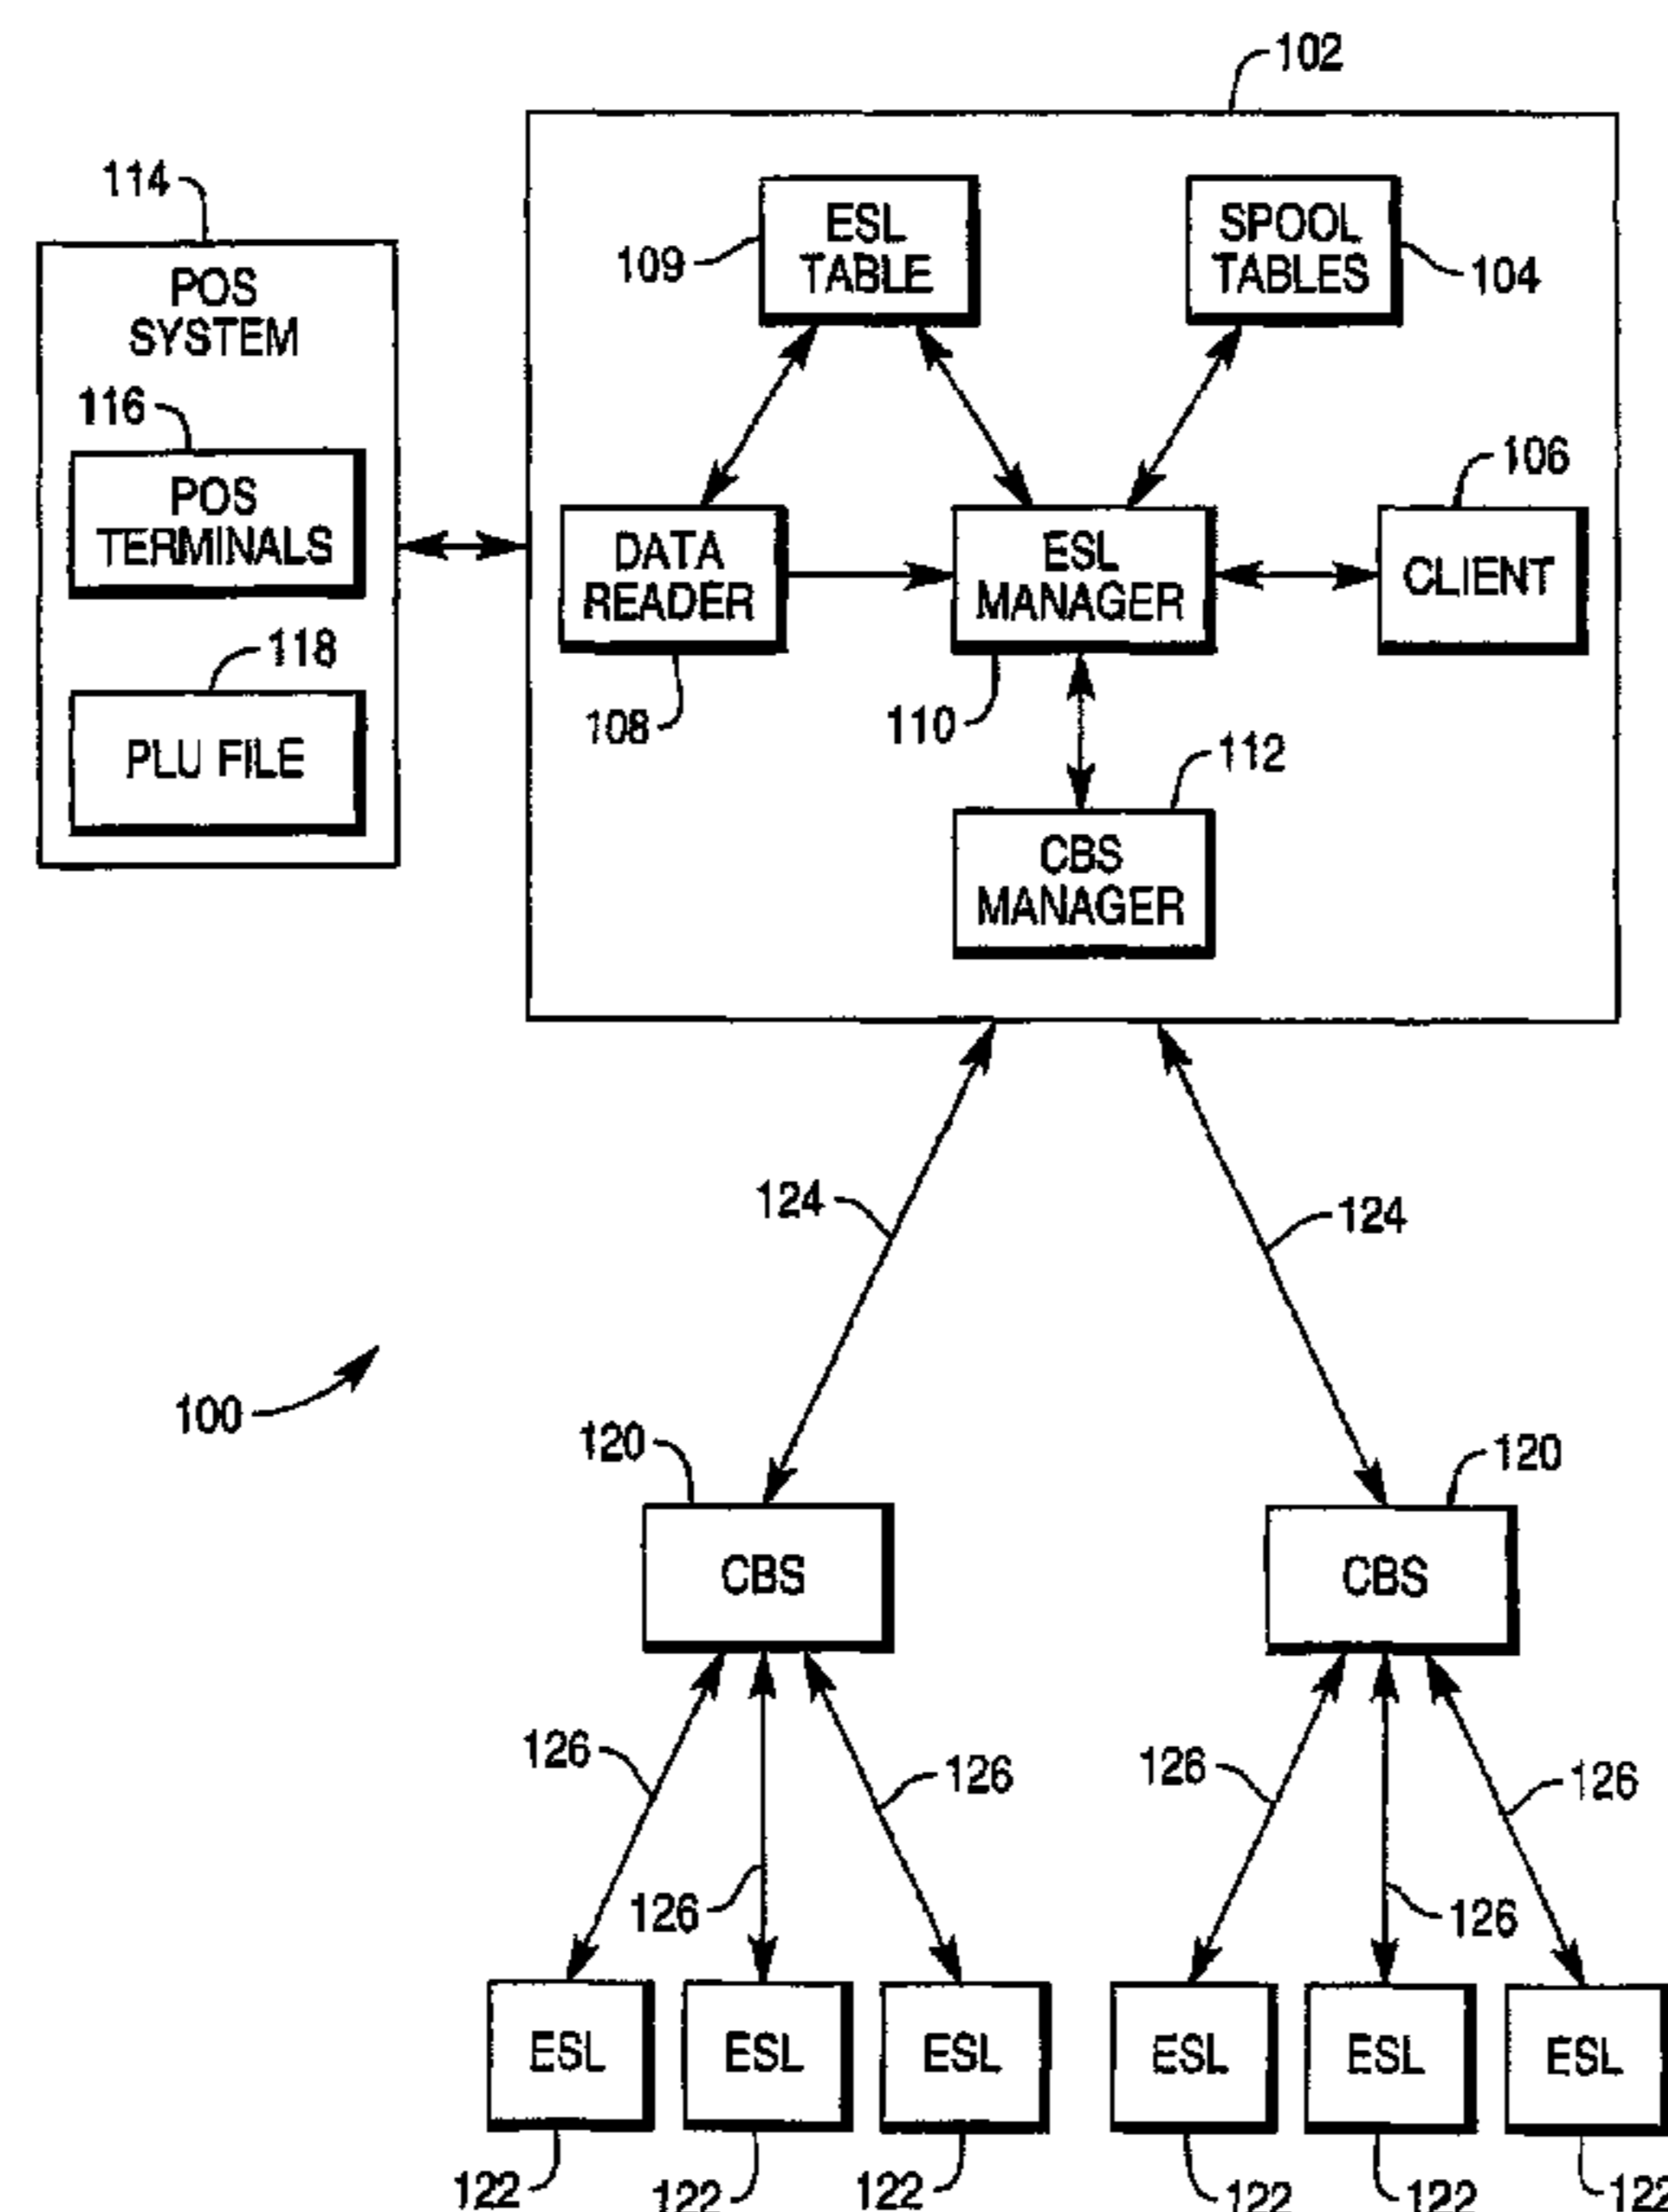 102
114
POS
SYSTEM
116
POS
TERMINALS
118
PLU FILE
109
ESL
TABLE
SPOOL
TABLES
104
106
DATA
READER
ESL
MANAGER
CLIENT
108
110
112
CBS
MANAGER
124
124
100
120
120
CBS
CBS
126
126
126
126
126
126
ESL
ESL
ESL
ESL
ESL
ESL
122
122
122
122
122
122